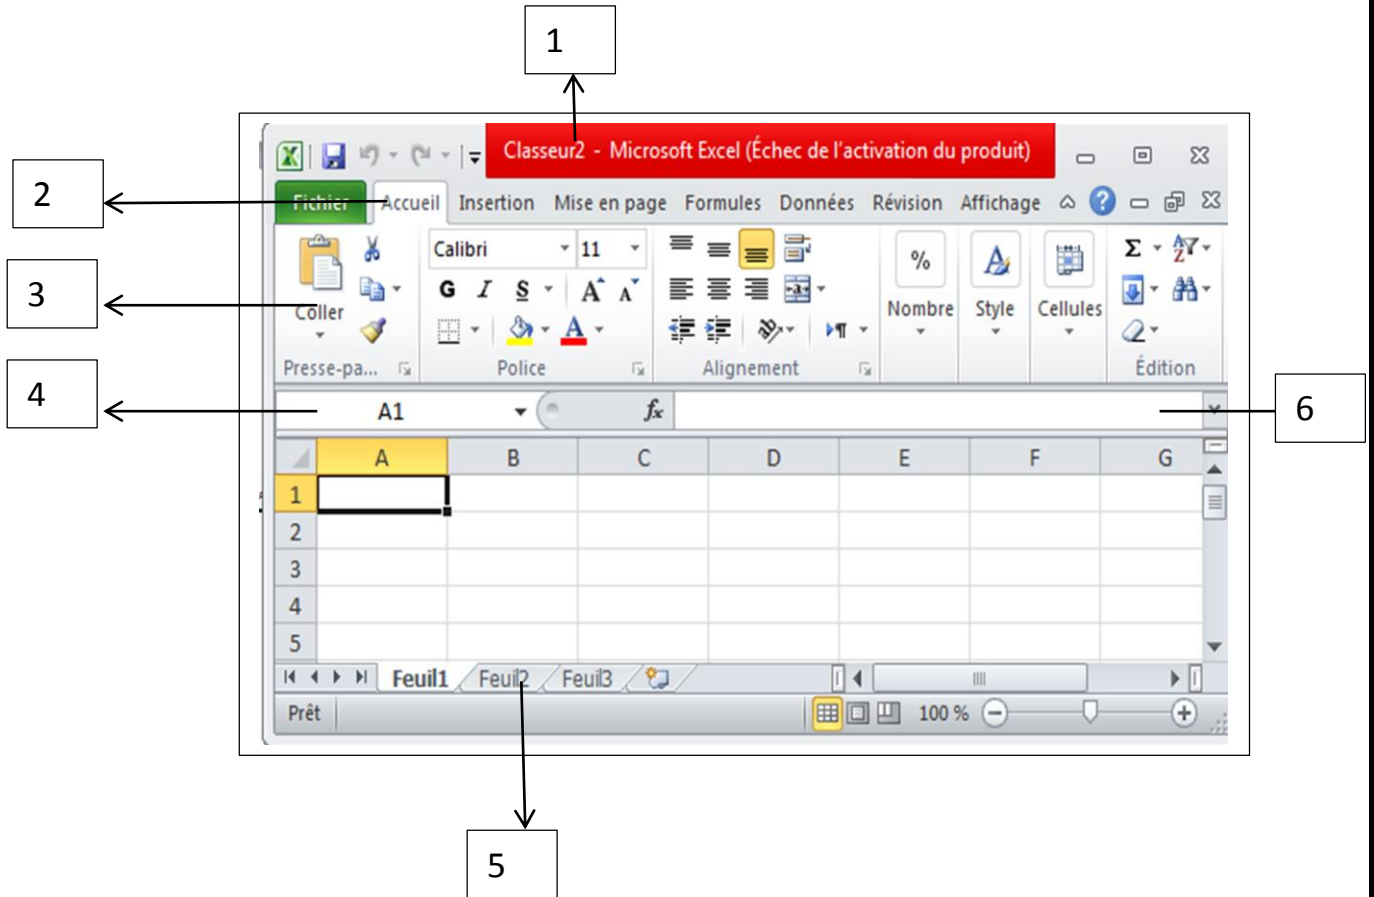 1
Classeur2 - Microsoft Excel (Échec de l'activation du produit)
2
Fichier Accueil Insertion Mise en page Formules Données Révision Affichage
Calibri 11
%
Σ
A
Z
3
G I S A A
a
Coller
Nombre Style Cellules
A
Presse-pa... Police Alignement Édition
4
A1 fx
6
A B C D E F G
1
2
3
4
5
Feuil1 Feuil2 Feuil3
Prêt 100 %
5